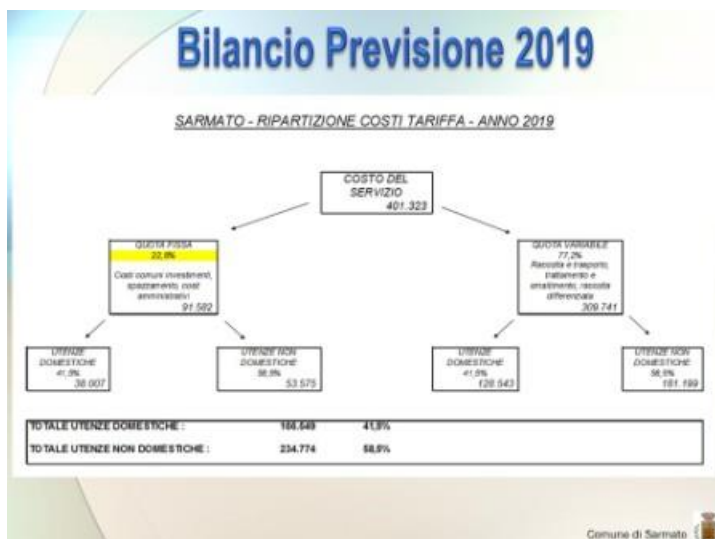 Bilancio Previsione 2019
SARMATO - RIPARTIZIONE COSTI TARIFFA - ANNO 2019
COSTO DEL
SERVIZIO
401.323
QUOTA FISSA
22,8%
Costi comuni investimenti,
spazzamento, costi
amministrativi
91.582
QUOTA VARIABILE
77,2%
Raccolta e trasporto,
trattamento e
smaltimento, raccolta
differenziata
309.741
UTENZE
DOMESTICHE
41,5%
38.007
UTENZE NON
DOMESTICHE
58,5%
53.575
UTENZE
DOMESTICHE
41,5%
128.543
UTENZE NON
DOMESTICHE
58,5%
181.199
TOTALE UTENZE DOMESTICHE : 166.549 41,5%
TOTALE UTENZE NON DOMESTICHE : 234.774 58,5%
Comune di Sarmato